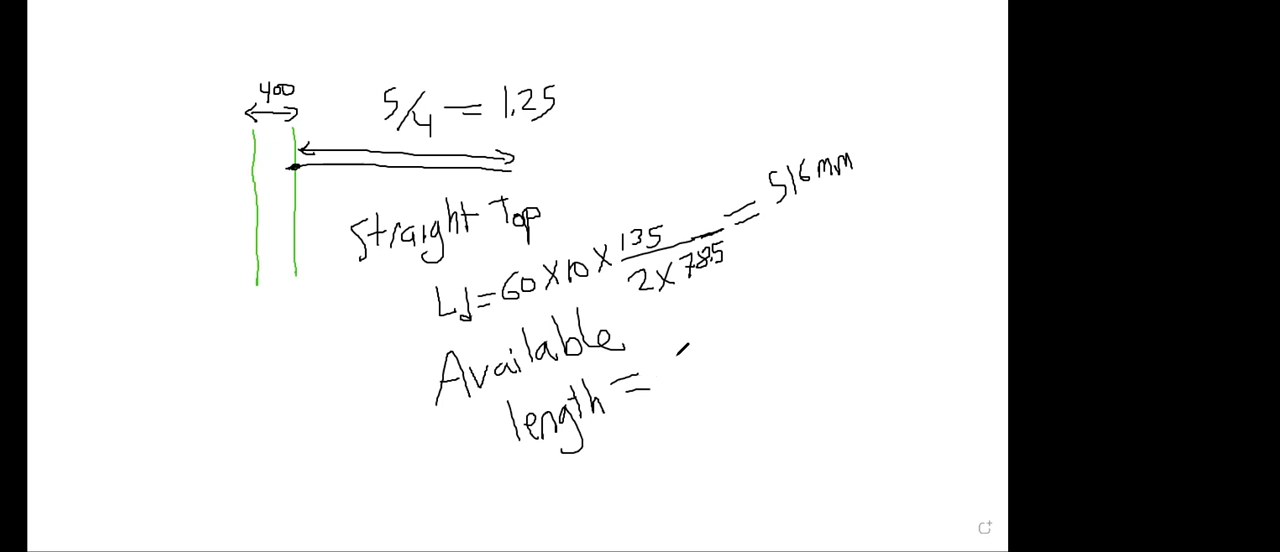 400
5/4 = 1.25
Straight Top
Ld = 60 × 10 × 135 / 2 × 78.5 = 516 mm
Available
length =